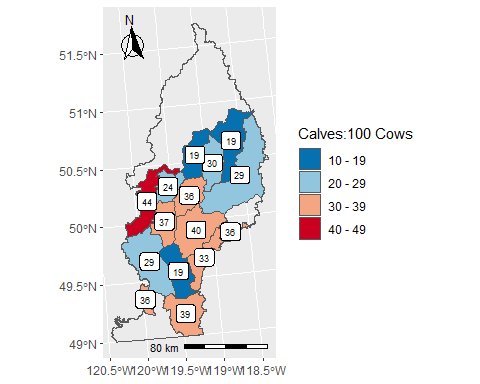 N
51.5°N
51°N
50.5°N
50°N
49.5°N
49°N
19
19
30
24
29
44
36
37
40
36
33
29
19
36
39
80 km
120.5°W
120°W
119.5°W
119°W
118.5°W
Calves:100 Cows
10 - 19
20 - 29
30 - 39
40 - 49